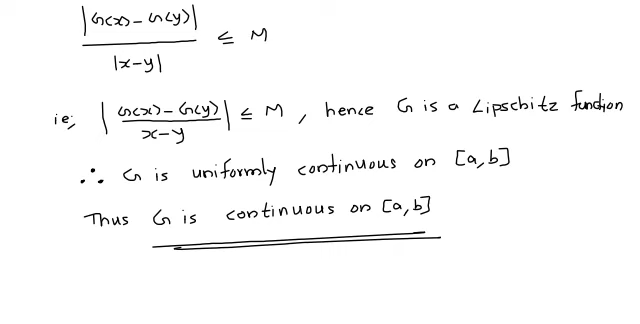 |G(x) - G(y)| / |x-y| ≤ M
ie; | G(x) - G(y) / x-y | ≤ M , hence G is a Lipschitz function
∴ G is uniformly continuous on [a,b]
Thus G is continuous on [a,b]